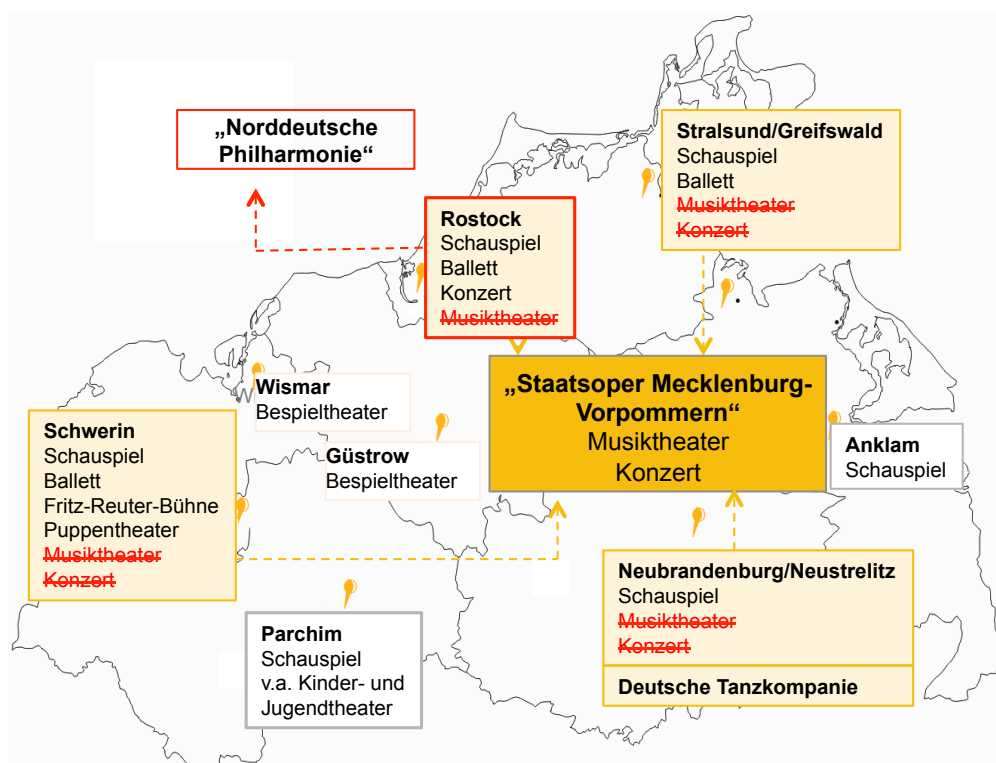 „Norddeutsche
Philharmonie“
Stralsund/Greifswald
Schauspiel
Ballett
Musiktheater
Konzert
Rostock
Schauspiel
Ballett
Konzert
Musiktheater
„Staatsoper Mecklenburg-
Vorpommern“
Musiktheater
Konzert
Wismar
Bespieltheater
Güstrow
Bespieltheater
Anklam
Schauspiel
Schwerin
Schauspiel
Ballett
Fritz-Reuter-Bühne
Puppentheater
Musiktheater
Konzert
Neubrandenburg/Neustrelitz
Schauspiel
Musiktheater
Konzert
Deutsche Tanzkompanie
Parchim
Schauspiel
v.a. Kinder- und
Jugendtheater